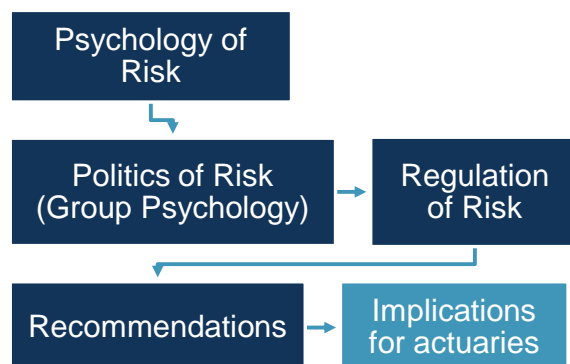 Psychology of
Risk
Politics of Risk
(Group Psychology)
Regulation
of Risk
Recommendations
Implications
for actuaries